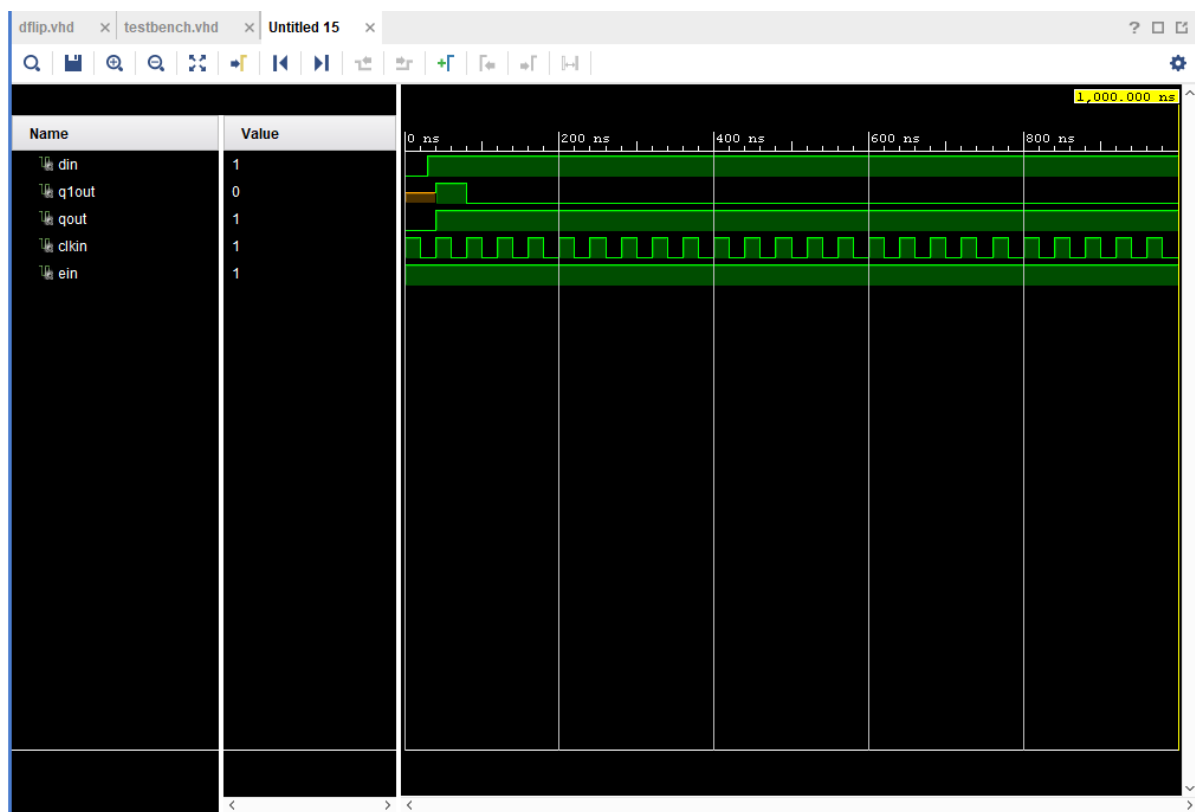 dflip.vhd × testbench.vhd × Untitled 15 ×
?
1,000.000 ns
Name Value
0 ns 200 ns 400 ns 600 ns 800 ns
din 1
q1out 0
qout 1
clkin 1
ein 1